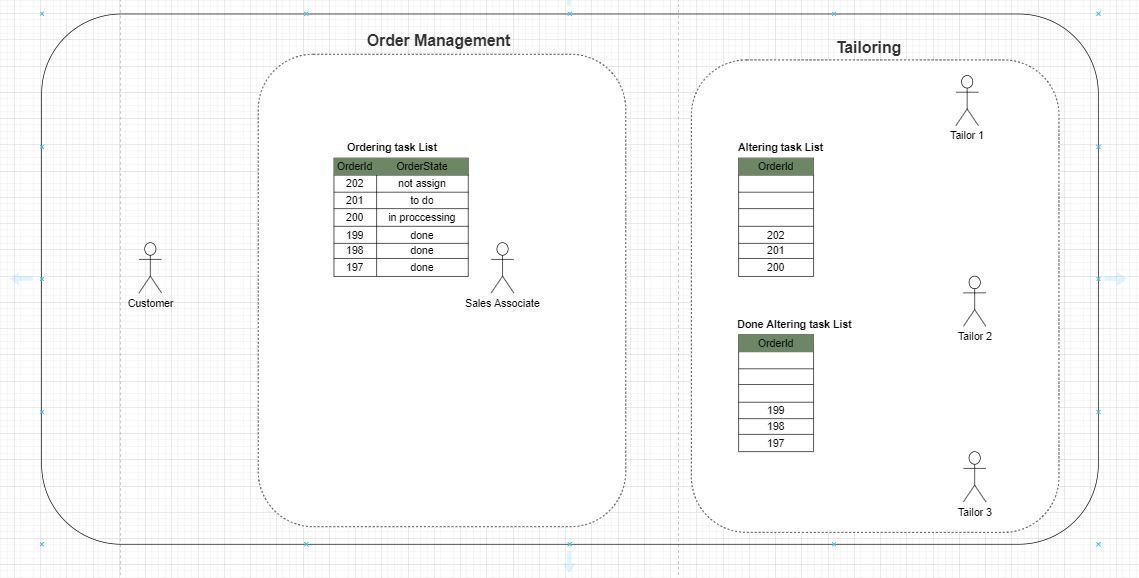 Order Management
Tailoring
Tailor 1
Ordering task List
OrderId OrderState
202 not assign
201 to do
200 in proccessing
199 done
198 done
197 done
Customer
Sales Associate
Altering task List
OrderId
202
201
200
Tailor 2
Done Altering task List
OrderId
199
198
197
Tailor 3